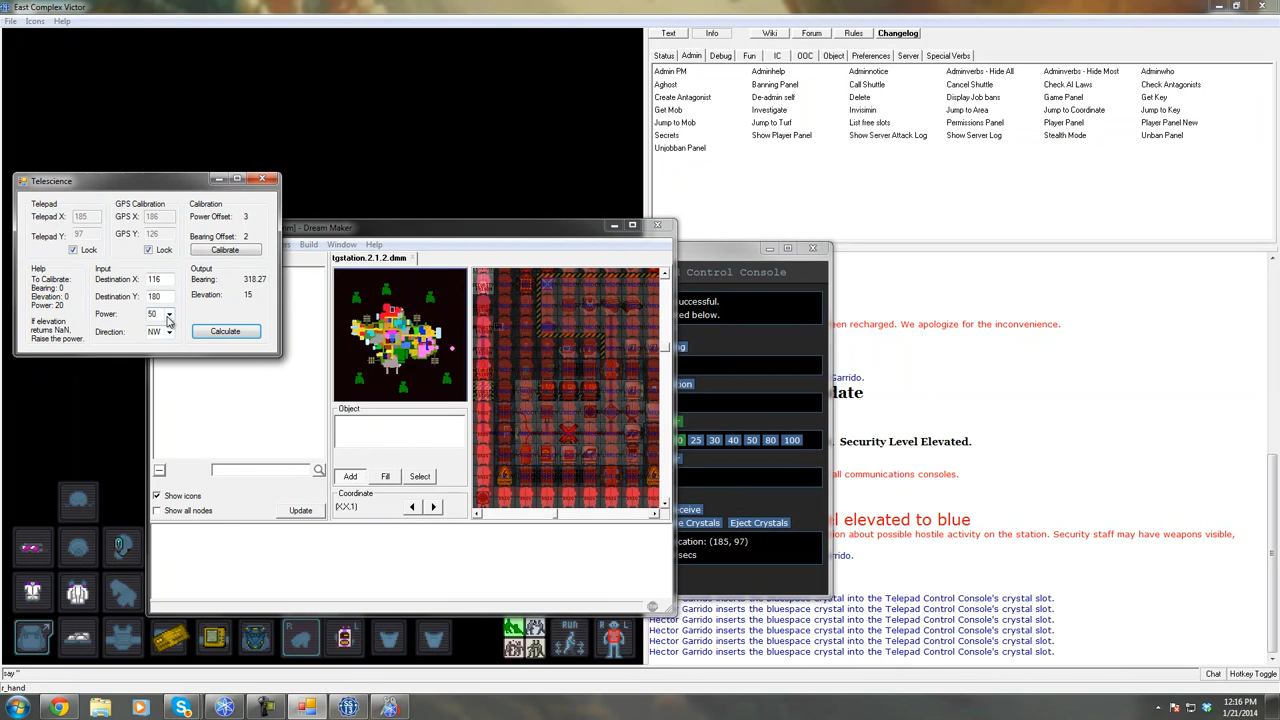 East Complex Victor
File Icons Help
Text Info Wiki Forum Rules Changelog
Status Admin Debug Fun IC OOC Object Preferences Server Special Verbs
Admin PM Adminhelp Adminnotice Adminverbs - Hide All Adminverbs - Hide Most Adminwho
Aghost Banning Panel Call Shuttle Cancel Shuttle Check AI Laws Check Antagonists
Create Antagonist De-admin self Delete Display Job bans Game Panel Get Key
Get Mob Investigate Invisimin Jump to Area Jump to Coordinate Jump to Key
Jump to Mob Jump to Turf List free slots Permissions Panel Player Panel Player Panel New
Secrets Show Player Panel Show Server Attack Log Show Server Log Stealth Mode Unban Panel
Unjobban Panel
Telescience
Telepad GPS Calibration Calibration
Telepad X: 185 GPS X: 186 Power Offset: 3
Telepad Y: 97 GPS Y: 126 Bearing Offset: 2
Lock Lock Calibrate
Help Input Output
To Calibrate: Destination X: 116 Bearing: 318.27
Bearing: 0
Elevation: 0 Destination Y: 180 Elevation: 15
Power: 20 Power: 50
If elevation
returns NaN, Direction: NW Calculate
Raise the power.
m] - Dream Maker
rs Build Window Help
tgstation.2.1.2.dmm
Object
Add Fill Select
Coordinate
(X,X,1)
Show icons
Show all nodes Update
d Control Console
successful.
ted below.
ng
ion
0 25 30 40 50 80 100
eceive
e Crystals Eject Crystals
ocation: (185, 97)
secs
been recharged. We apologize for the inconvenience.
Garrido.
date
. Security Level Elevated.
all communications consoles.
el elevated to blue
tion about possible hostile activity on the station. Security staff may have weapons visible,
rido.
Hector Garrido inserts the bluespace crystal into the Telepad Control Console's crystal slot.
Hector Garrido inserts the bluespace crystal into the Telepad Control Console's crystal slot.
Hector Garrido inserts the bluespace crystal into the Telepad Control Console's crystal slot.
Hector Garrido inserts the bluespace crystal into the Telepad Control Console's crystal slot.
Hector Garrido inserts the bluespace crystal into the Telepad Control Console's crystal slot.
Hector Garrido inserts the bluespace crystal into the Telepad Control Console's crystal slot.
R L RUN R L
say " Chat Hotkey Toggle
r_hand
12:16 PM
1/21/2014